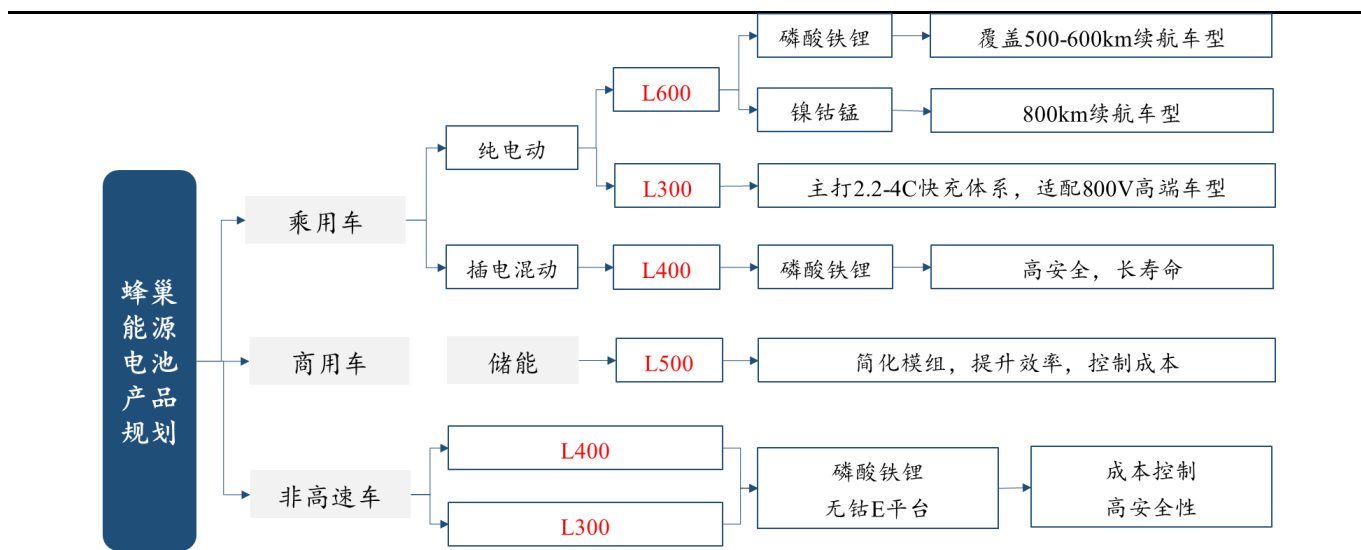 蜂巢
能源
电池
产品
规划
乘用车
纯电动
L600
磷酸铁锂
覆盖500-600km续航车型
镍钴锰
800km续航车型
L300
主打2.2-4C快充体系，适配800V高端车型
插电混动
L400
磷酸铁锂
高安全，长寿命
商用车
储能
L500
简化模组，提升效率，控制成本
非高速车
L400
L300
磷酸铁锂
无钴E平台
成本控制
高安全性